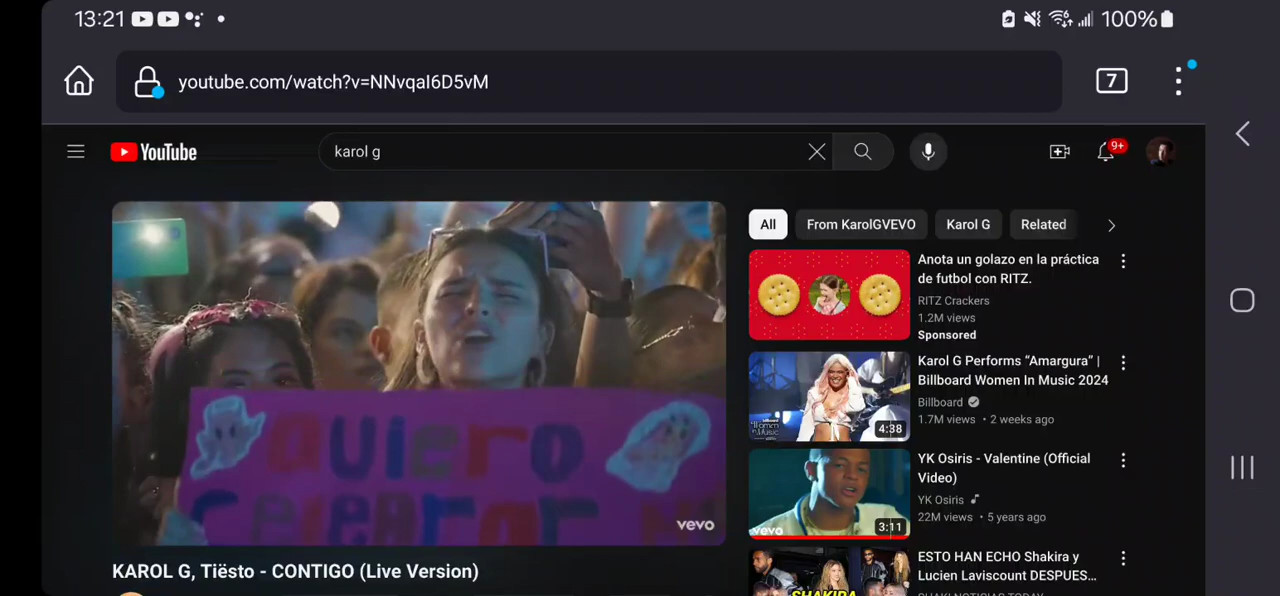 13:21
100%
youtube.com/watch?v=NNvqaI6D5vM
7
YouTube
karol g
9+
All
From KarolGVEVO
Karol G
Related
quiero
vevo
KAROL G, Tiësto - CONTIGO (Live Version)
Anota un golazo en la práctica
de futbol con RITZ.
RITZ Crackers
1.2M views
Sponsored
Karol G Performs “Amargura” |
Billboard Women In Music 2024
Billboard
1.7M views • 2 weeks ago
4:38
YK Osiris - Valentine (Official
Video)
YK Osiris
22M views • 5 years ago
vevo
3:11
ESTO HAN ECHO Shakira y
Lucien Laviscount DESPUES...
SHAKIRA